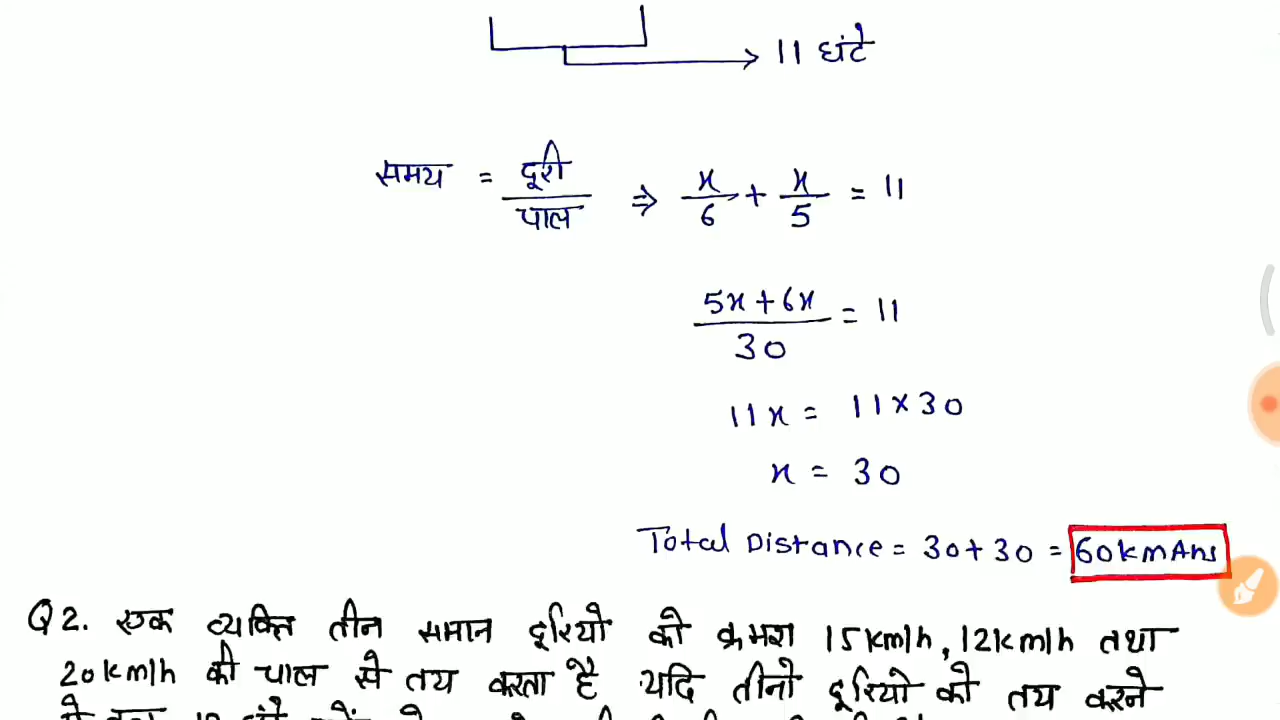 11 घंटे
समय = दूरी / चाल ⇒ x/6 + x/5 = 11
5x + 6x / 30 = 11
11x = 11 × 30
x = 30
Total Distance = 30 + 30 = 60km Ans
Q2. एक व्यक्ति तीन समान दूरियो को क्रमश 15km/h, 12km/h तथा
20km/h की चाल से तय करता है यदि तीनो दूरियो को तय करने